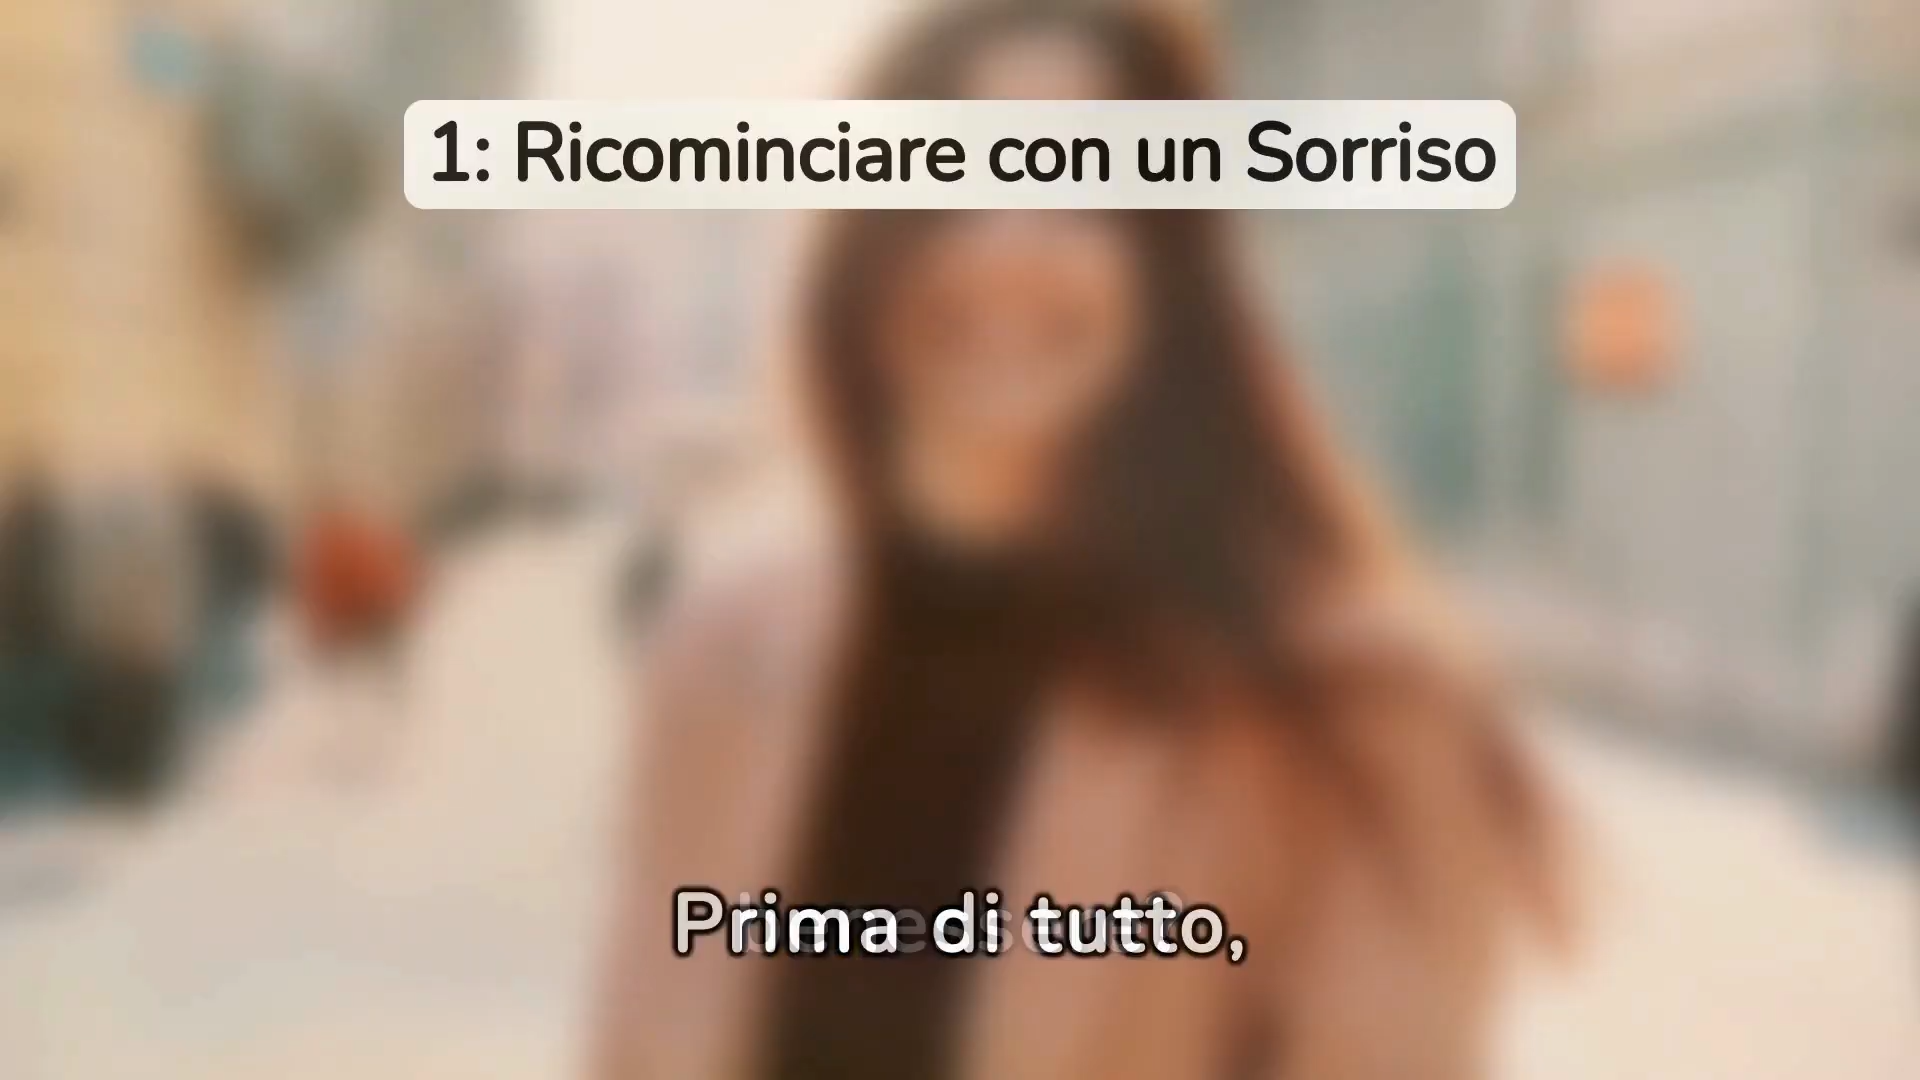 1: Ricominciare con un Sorriso
Prima di tutto,